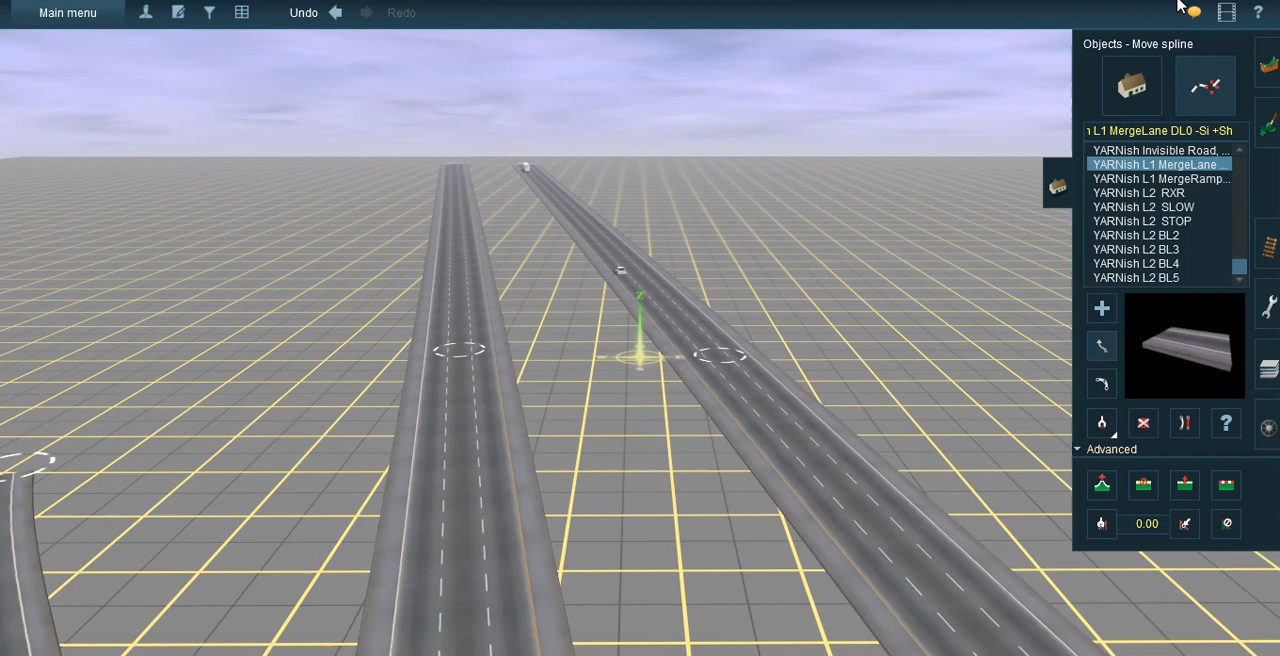 Main menu
Undo
Redo
?
Objects - Move spline
L1 MergeLane DL0 -Si +Sh
YARNish Invisible Road, ...
YARNish L1 MergeLane ...
YARNish L1 MergeRamp...
YARNish L2 RXR
YARNish L2 SLOW
YARNish L2 STOP
YARNish L2 BL2
YARNish L2 BL3
YARNish L2 BL4
YARNish L2 BL5
Z
?
Advanced
0.00